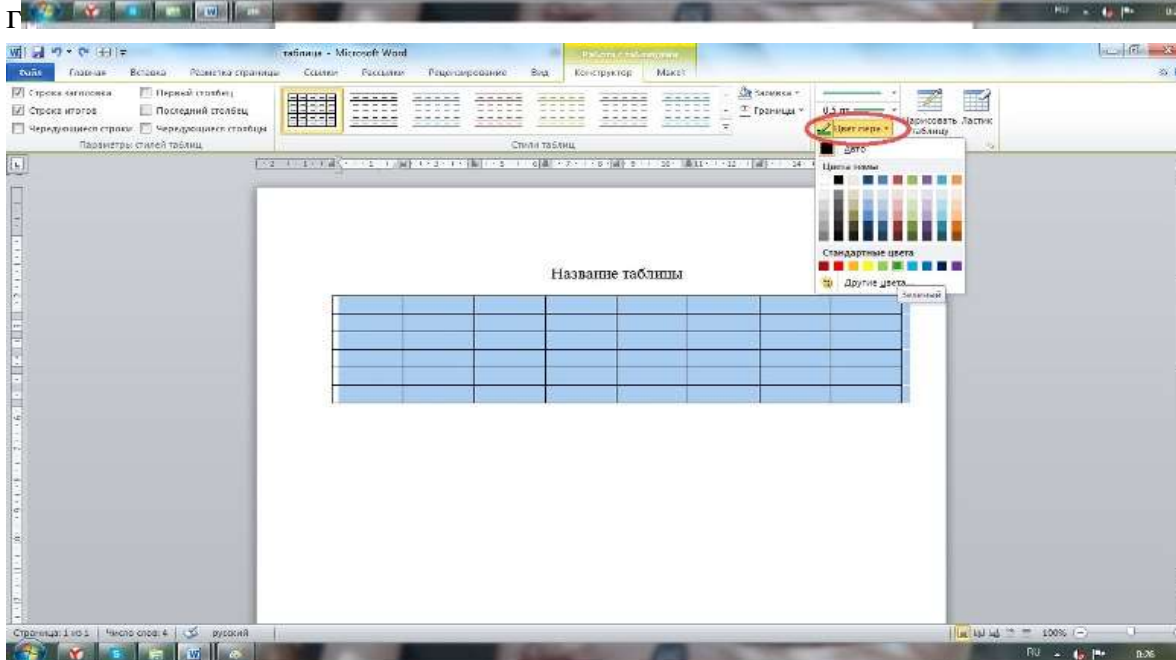 Г
RU
таблица - Microsoft Word
Работа с таблицами
Файл Главная Вставка Разметка страницы Ссылки Рассылки Рецензирование Вид Конструктор Макет
Строка заголовка Первый столбец
Строка итогов Последний столбец
Чередующиеся строки Чередующиеся столбцы
Заливка
Границы
0,5 пт
Цвет пера
Нарисовать таблицу
Ластик
Параметры стилей таблиц
Стили таблиц
Авто
Цвета темы
Стандартные цвета
Другие цвета...
Зеленый
Название таблицы
Страница: 1 из 1 Число слов: 4 русский
100%
RU
0:26